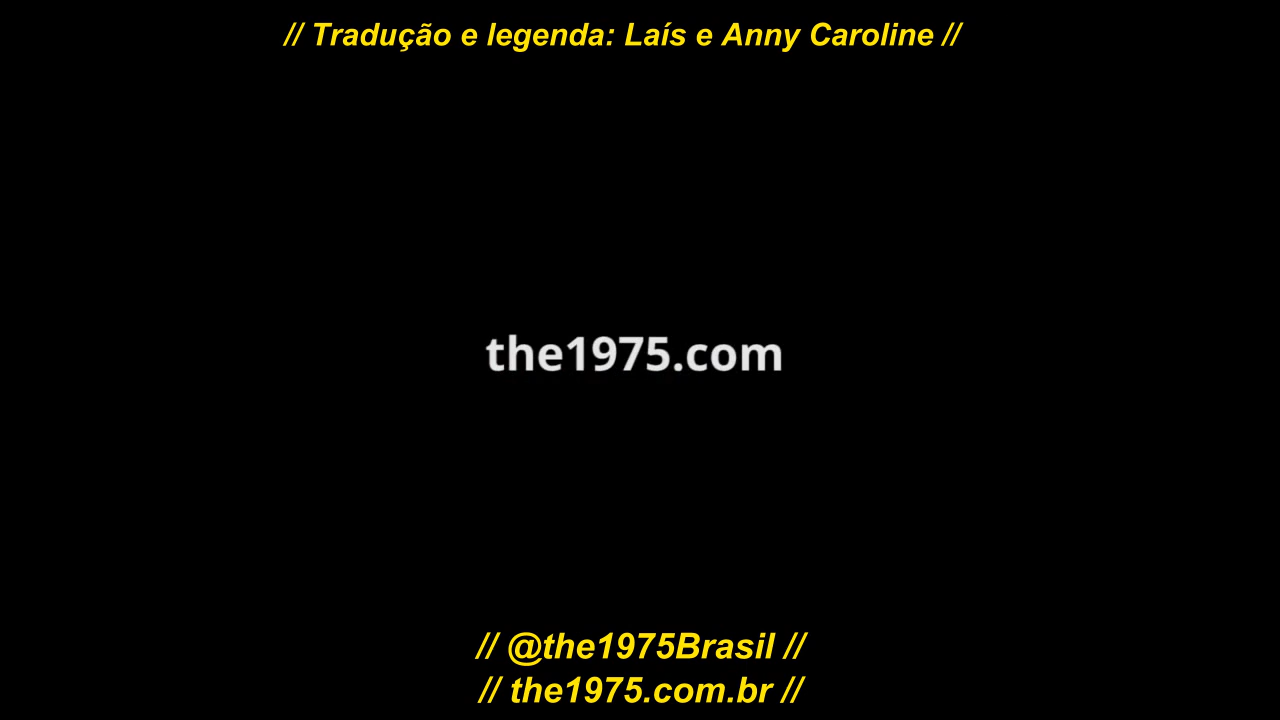 // Tradução e legenda: Laís e Anny Caroline //
the1975.com
// @the1975Brasil //
// the1975.com.br //